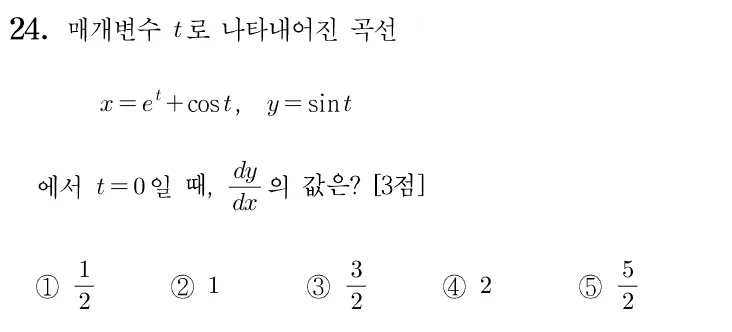 24. 매개변수 t로 나타내어진 곡선
x=e^t+cos t, y=sin t
에서 t=0일 때, dy/dx의 값은? [3점]
① 1/2 ② 1 ③ 3/2 ④ 2 ⑤ 5/2